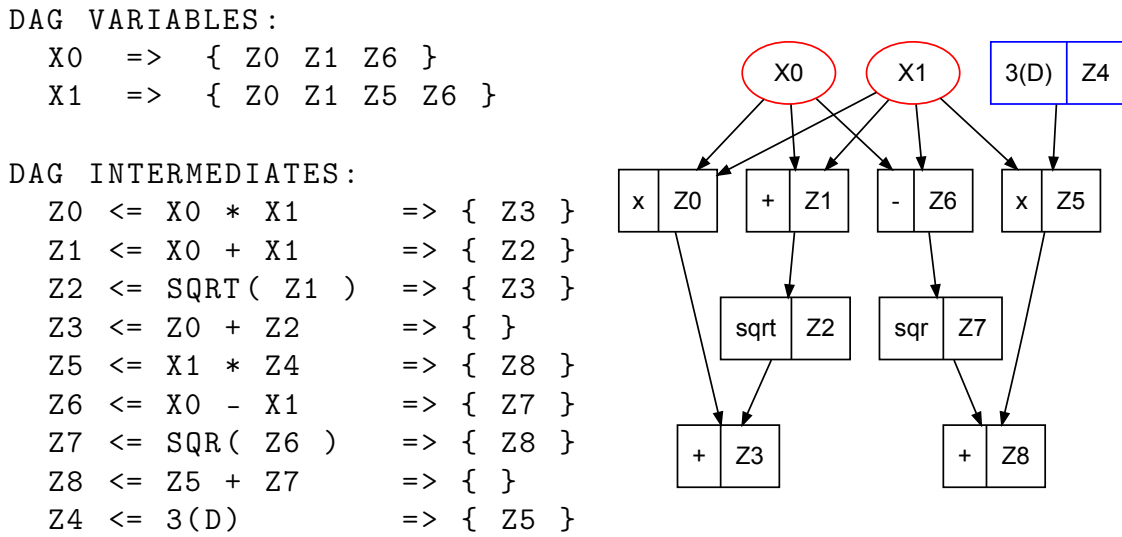 DAG VARIABLES:
X0 => { Z0 Z1 Z6 }
X1 => { Z0 Z1 Z5 Z6 }
DAG INTERMEDIATES:
Z0 <= X0 * X1 => { Z3 }
Z1 <= X0 + X1 => { Z2 }
Z2 <= SQRT( Z1 ) => { Z3 }
Z3 <= Z0 + Z2 => { }
Z5 <= X1 * Z4 => { Z8 }
Z6 <= X0 - X1 => { Z7 }
Z7 <= SQR( Z6 ) => { Z8 }
Z8 <= Z5 + Z7 => { }
Z4 <= 3(D) => { Z5 }
X0 X1 3(D) Z4
x Z0 + Z1 - Z6 x Z5
sqrt Z2 sqr Z7
+ Z3 + Z8